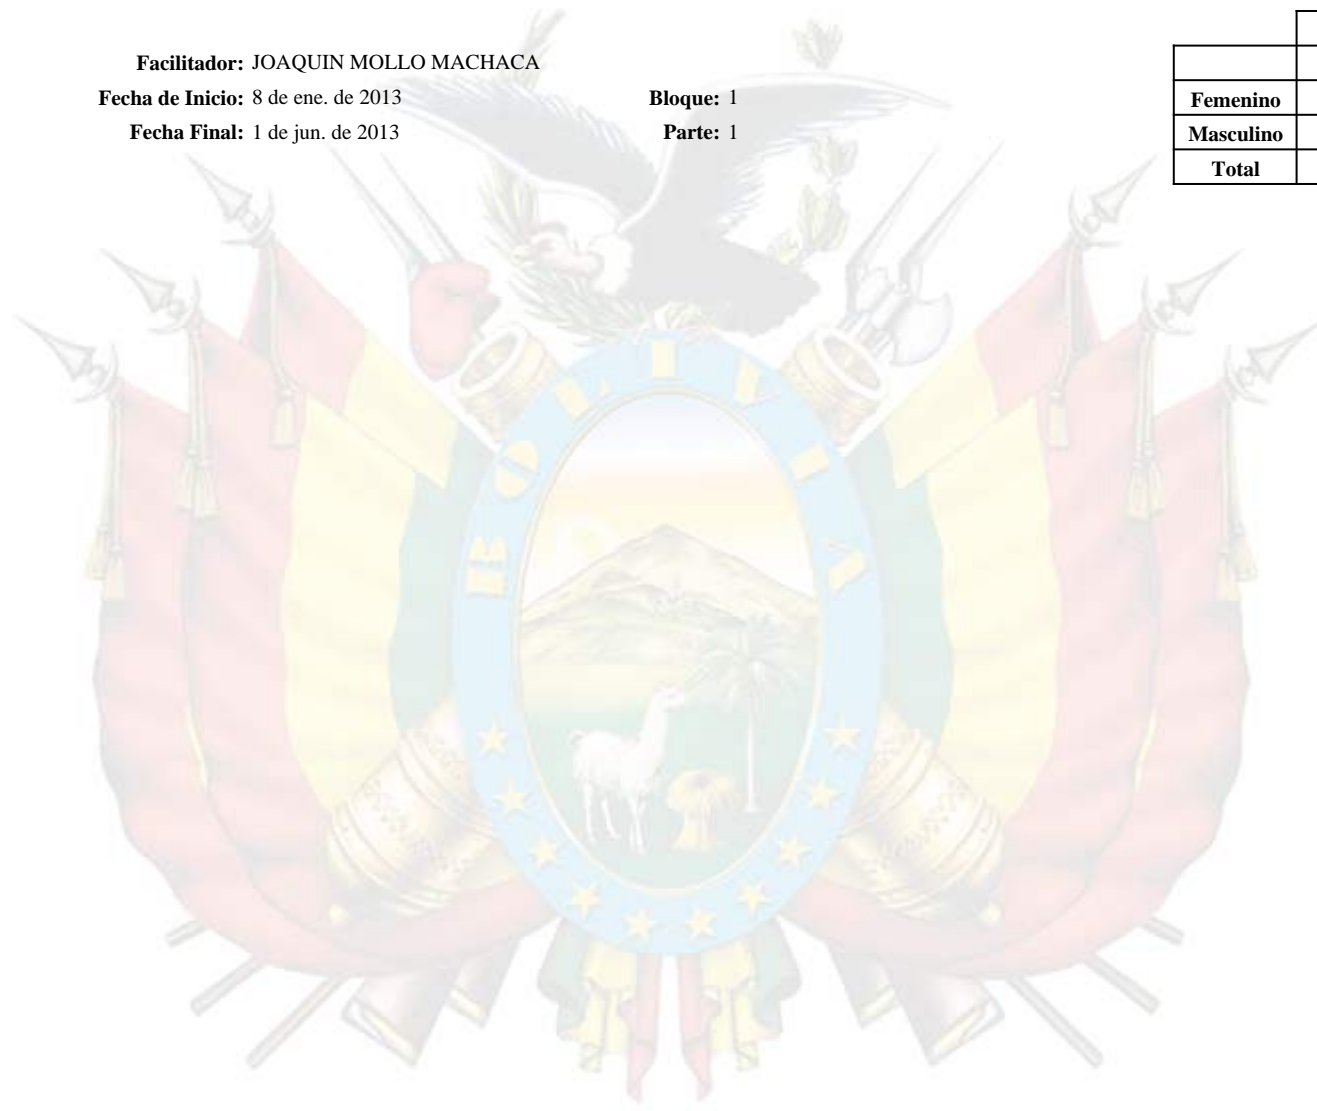 Facilitador: JOAQUIN MOLLO MACHACA
Fecha de Inicio: 8 de ene. de 2013 Bloque: 1
Fecha Final: 1 de jun. de 2013 Parte: 1
Femenino
Masculino
Total
BOLIVIA